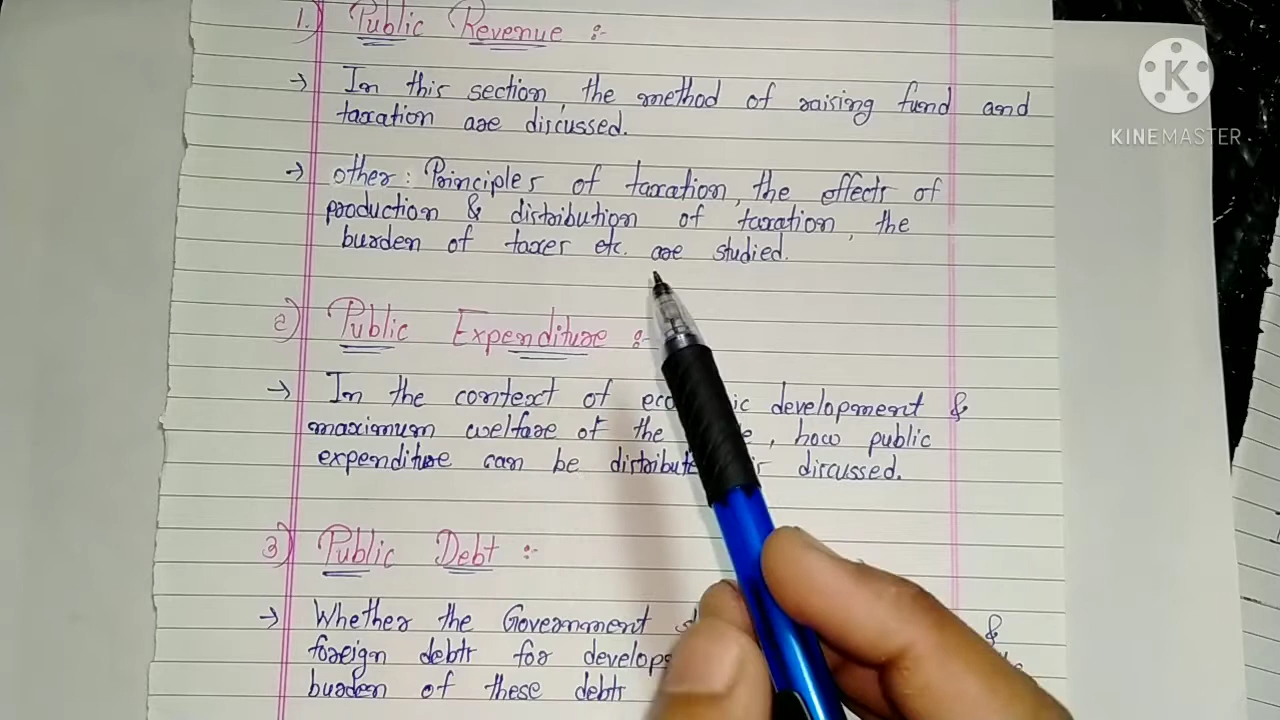 1.) Public Revenue :-
→ In this section, the method of raising fund and
taxation are discussed.
→ other: Principles of taxation, the effects of
production & distribution of taxation, the
burden of taxes etc. are studied.
2) Public Expenditure :-
→ In the context of eco ic development &
maximum welfare of the , how public
expenditure can be distribute is discussed.
3) Public Debt :-
→ Whether the Government &
foreign debts for develop
burden of these debts
K
KINEMASTER